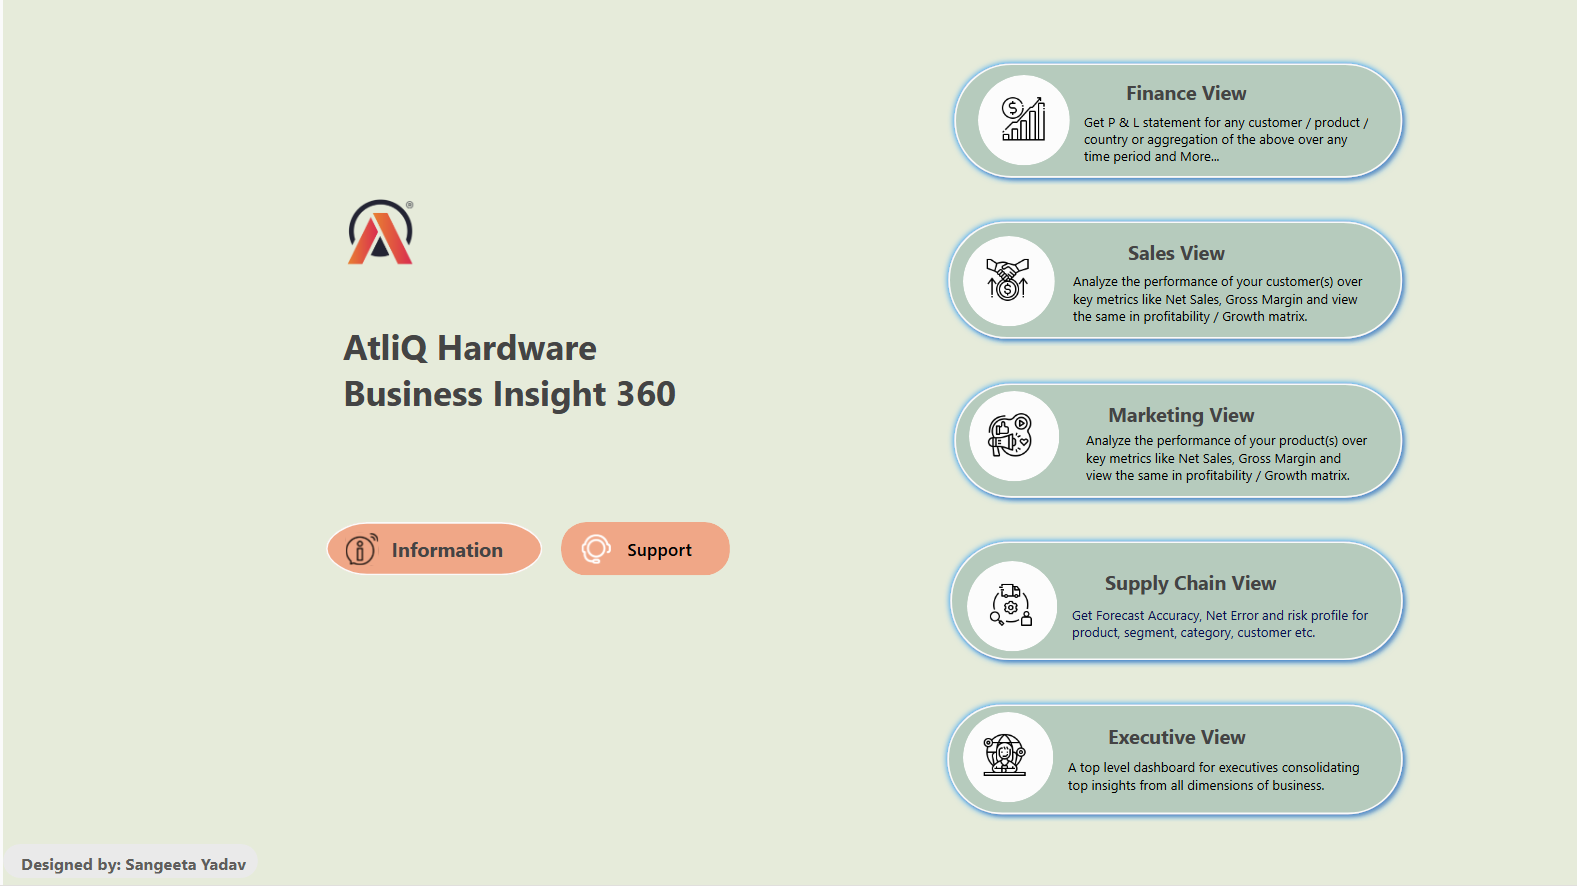 ®
AtliQ Hardware
Business Insight 360
Information
Support
Finance View
Get P & L statement for any customer / product /
country or aggregation of the above over any
time period and More...
Sales View
Analyze the performance of your customer(s) over
key metrics like Net Sales, Gross Margin and view
the same in profitability / Growth matrix.
Marketing View
Analyze the performance of your product(s) over
key metrics like Net Sales, Gross Margin and
view the same in profitability / Growth matrix.
Supply Chain View
Get Forecast Accuracy, Net Error and risk profile for
product, segment, category, customer etc.
Executive View
A top level dashboard for executives consolidating
top insights from all dimensions of business.
Designed by: Sangeeta Yadav